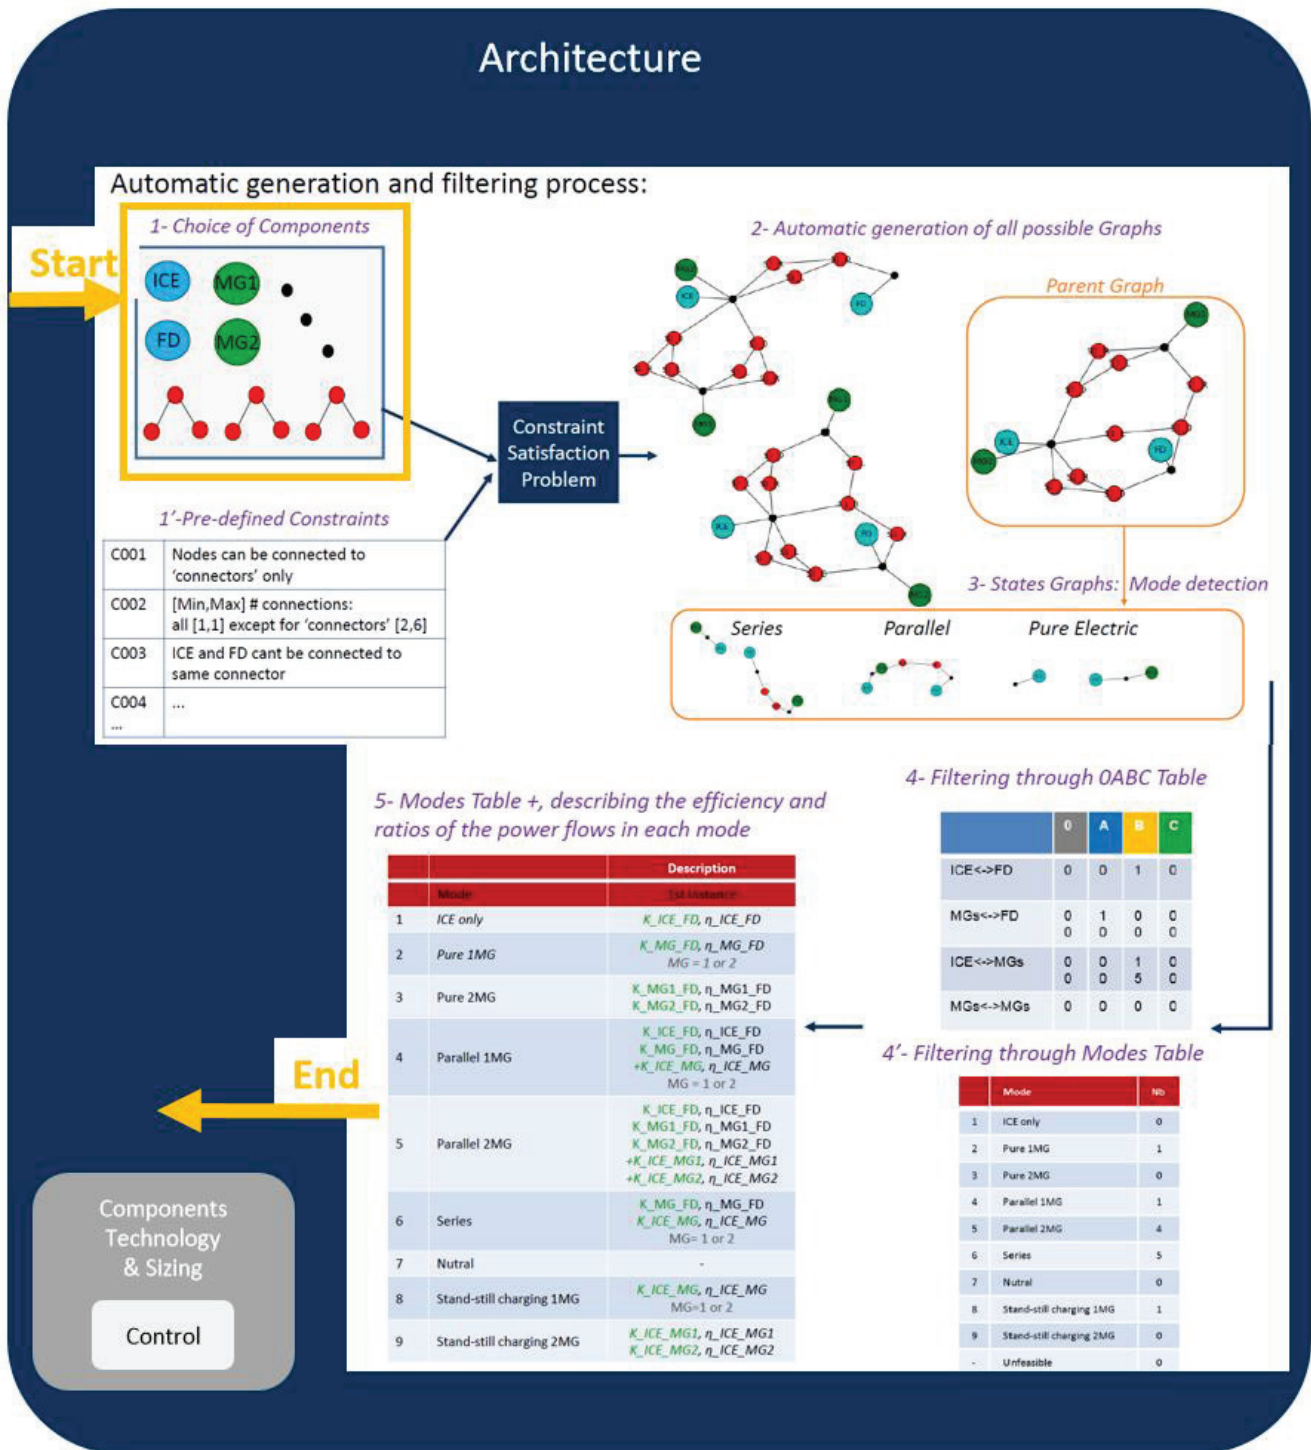 Architecture
Automatic generation and filtering process:
Start
1- Choice of Components
ICE
MG1
FD
MG2
1'-Pre-defined Constraints
C001 Nodes can be connected to
'connectors' only
C002 [Min,Max] # connections:
all [1,1] except for 'connectors' [2,6]
C003 ICE and FD cant be connected to
same connector
C004 ...
...
Constraint
Satisfaction
Problem
2- Automatic generation of all possible Graphs
ICE
FD
MG1
ICE
Parent Graph
ICE
FD
3- States Graphs: Mode detection
Series Parallel Pure Electric
4- Filtering through 0ABC Table
0 A B C
ICE<->FD 0 0 1 0
MGs<->FD 0 1 0 0
0 0 0 0
ICE<->MGs 0 0 1 0
0 0 5 0
MGs<->MGs 0 0 0 0
4'- Filtering through Modes Table
Mode Nb
1 ICE only 0
2 Pure 1MG 1
3 Pure 2MG 0
4 Parallel 1MG 1
5 Parallel 2MG 4
6 Series 5
7 Nutral 0
8 Stand-still charging 1MG 1
9 Stand-still charging 2MG 0
- Unfeasible 0
5- Modes Table +, describing the efficiency and
ratios of the power flows in each mode
Description
Mode 1st Instance
1 ICE only K_ICE_FD, η_ICE_FD
2 Pure 1MG K_MG_FD, η_MG_FD
MG = 1 or 2
3 Pure 2MG K_MG1_FD, η_MG1_FD
K_MG2_FD, η_MG2_FD
4 Parallel 1MG K_ICE_FD, η_ICE_FD
K_MG_FD, η_MG_FD
+K_ICE_MG, η_ICE_MG
MG = 1 or 2
5 Parallel 2MG K_ICE_FD, η_ICE_FD
K_MG1_FD, η_MG1_FD
K_MG2_FD, η_MG2_FD
+K_ICE_MG1, η_ICE_MG1
+K_ICE_MG2, η_ICE_MG2
6 Series K_MG_FD, η_MG_FD
K_ICE_MG, η_ICE_MG
MG= 1 or 2
7 Nutral -
8 Stand-still charging 1MG K_ICE_MG, η_ICE_MG
MG=1 or 2
9 Stand-still charging 2MG K_ICE_MG1, η_ICE_MG1
K_ICE_MG2, η_ICE_MG2
End
Components
Technology
& Sizing
Control